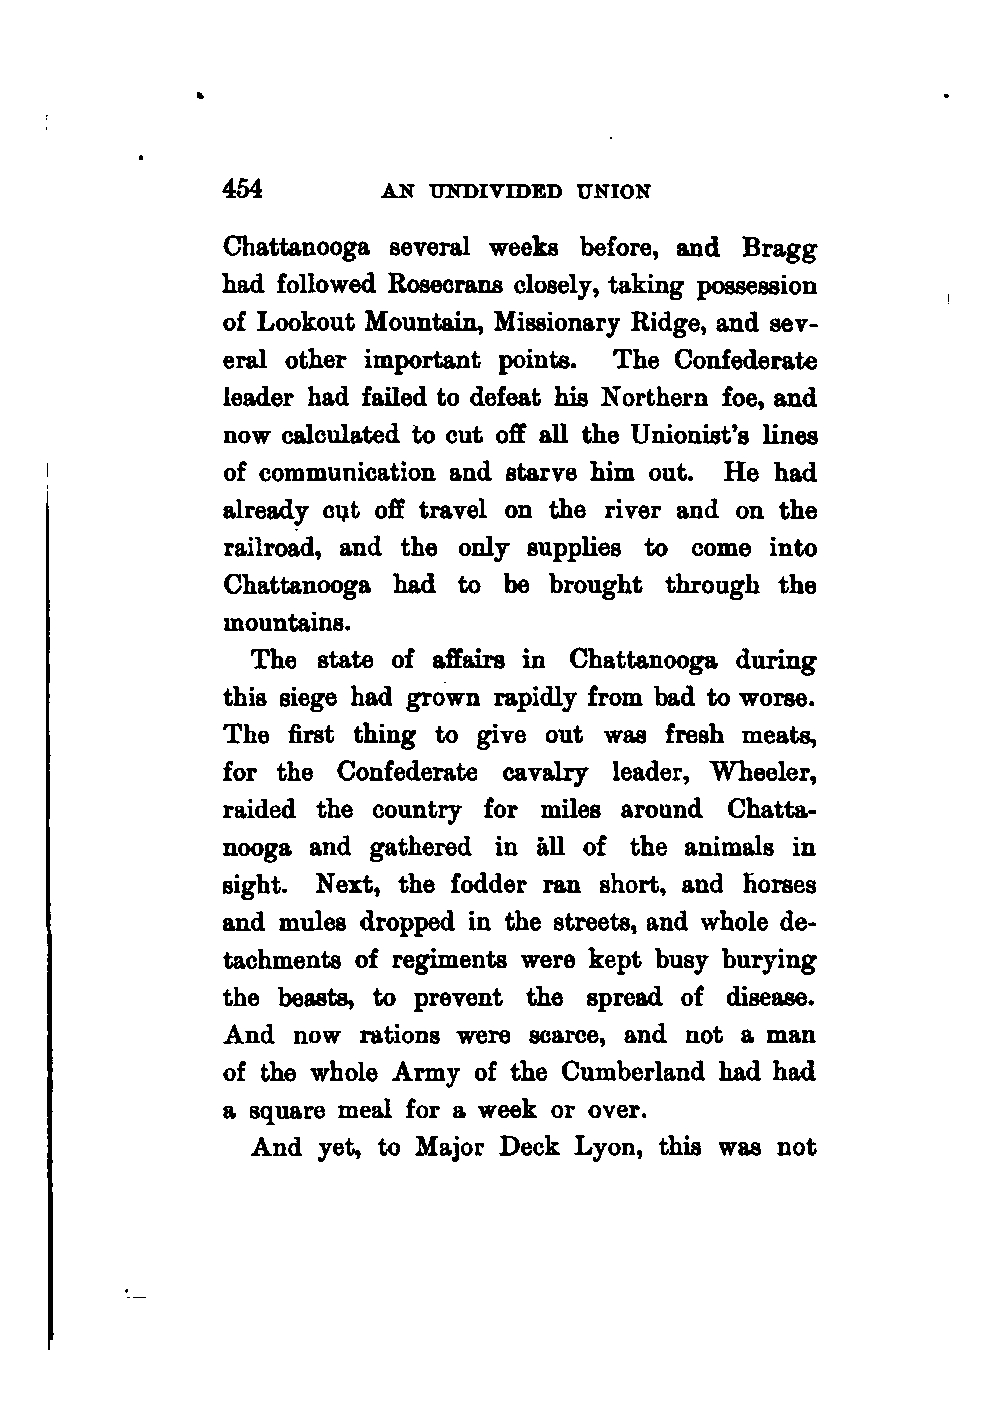 454 AN UNDIVIDED UNION
Chattanooga several weeks before, and Bragg
had followed Rosecrans closely, taking possession
of Lookout Mountain, Missionary Ridge, and sev-
eral other important points. The Confederate
leader had failed to defeat his Northern foe, and
now calculated to cut off all the Unionist's lines
of communication and starve him out. He had
already cut off travel on the river and on the
railroad, and the only supplies to come into
Chattanooga had to be brought through the
mountains.
The state of affairs in Chattanooga during
this siege had grown rapidly from bad to worse.
The first thing to give out was fresh meats,
for the Confederate cavalry leader, Wheeler,
raided the country for miles around Chatta-
nooga and gathered in all of the animals in
sight. Next, the fodder ran short, and horses
and mules dropped in the streets, and whole de-
tachments of regiments were kept busy burying
the beasts, to prevent the spread of disease.
And now rations were scarce, and not a man
of the whole Army of the Cumberland had had
a square meal for a week or over.
And yet, to Major Deck Lyon, this was not